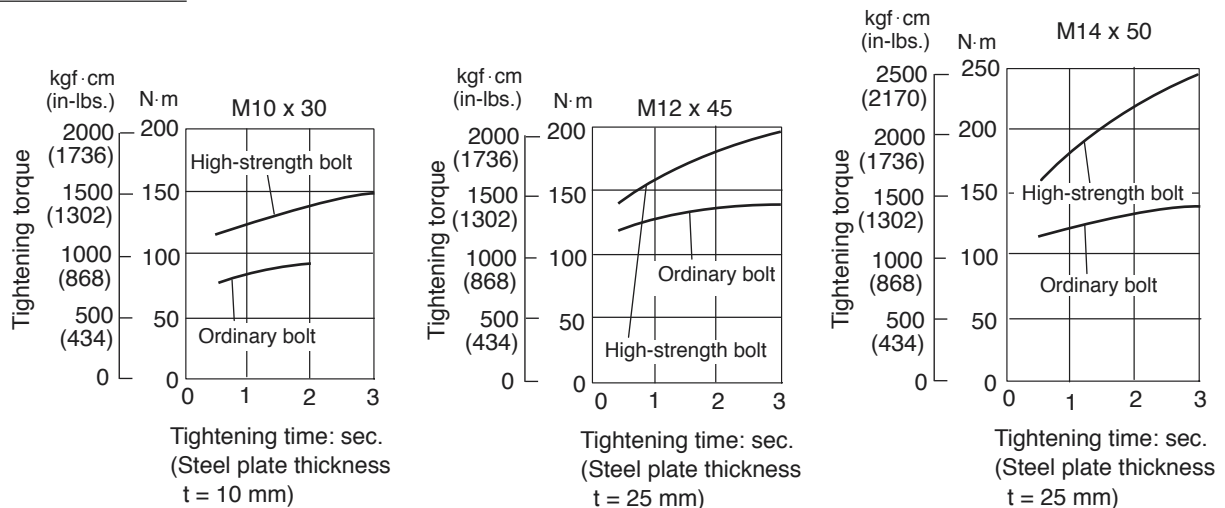 kgf·cm
(in-lbs.)
N·m
M10 x 30
2000
(1736)
1500
(1302)
1000
(868)
500
(434)
0
200
150
100
50
0
Tightening torque
High-strength bolt
Ordinary bolt
0 1 2 3
Tightening time: sec.
(Steel plate thickness
t = 10 mm)
kgf·cm
(in-lbs.)
N·m
M12 x 45
2000
(1736)
1500
(1302)
1000
(868)
500
(434)
0
200
150
100
50
0
Tightening torque
Ordinary bolt
High-strength bolt
0 1 2 3
Tightening time: sec.
(Steel plate thickness
t = 25 mm)
kgf·cm
(in-lbs.)
N·m
M14 x 50
2500
(2170)
2000
(1736)
1500
(1302)
1000
(868)
500
(434)
0
250
200
150
100
50
0
Tightening torque
High-strength bolt
Ordinary bolt
0 1 2 3
Tightening time: sec.
(Steel plate thickness
t = 25 mm)